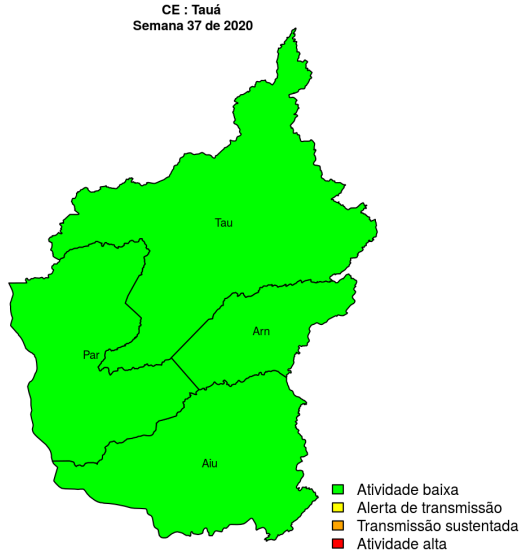 CE : Tauá
Semana 37 de 2020
Tau
Arn
Par
Aiu
Atividade baixa
Alerta de transmissão
Transmissão sustentada
Atividade alta